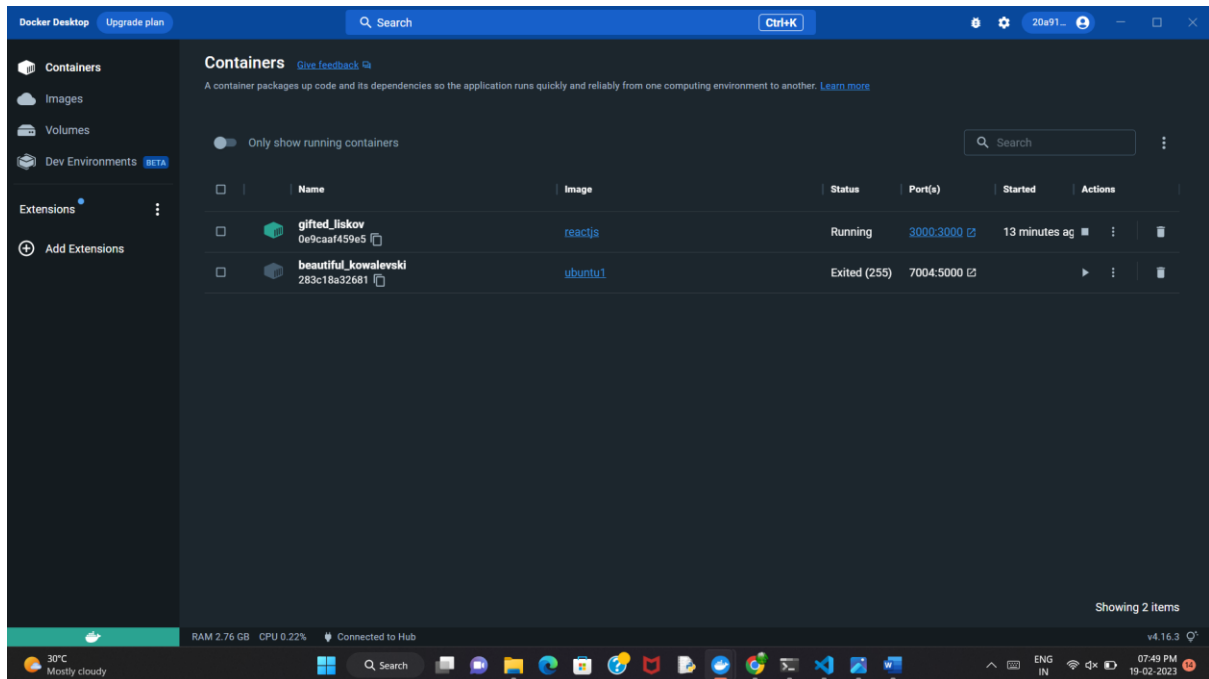 Docker Desktop Upgrade plan Search Ctrl+K 20a91...
Containers
Images
Volumes
Dev Environments BETA
Extensions
Add Extensions
Containers Give feedback
A container packages up code and its dependencies so the application runs quickly and reliably from one computing environment to another. Learn more
Only show running containers Search
Name Image Status Port(s) Started Actions
gifted_liskov
0e9caaf459e5 reactjs Running 3000:3000 13 minutes ag
beautiful_kowalevski
283c18a32681 ubuntu1 Exited (255) 7004:5000
Showing 2 items
RAM 2.76 GB CPU 0.22% Connected to Hub v4.16.3
30°C
Mostly cloudy
Search
ENG
IN
07:49 PM
19-02-2023
14